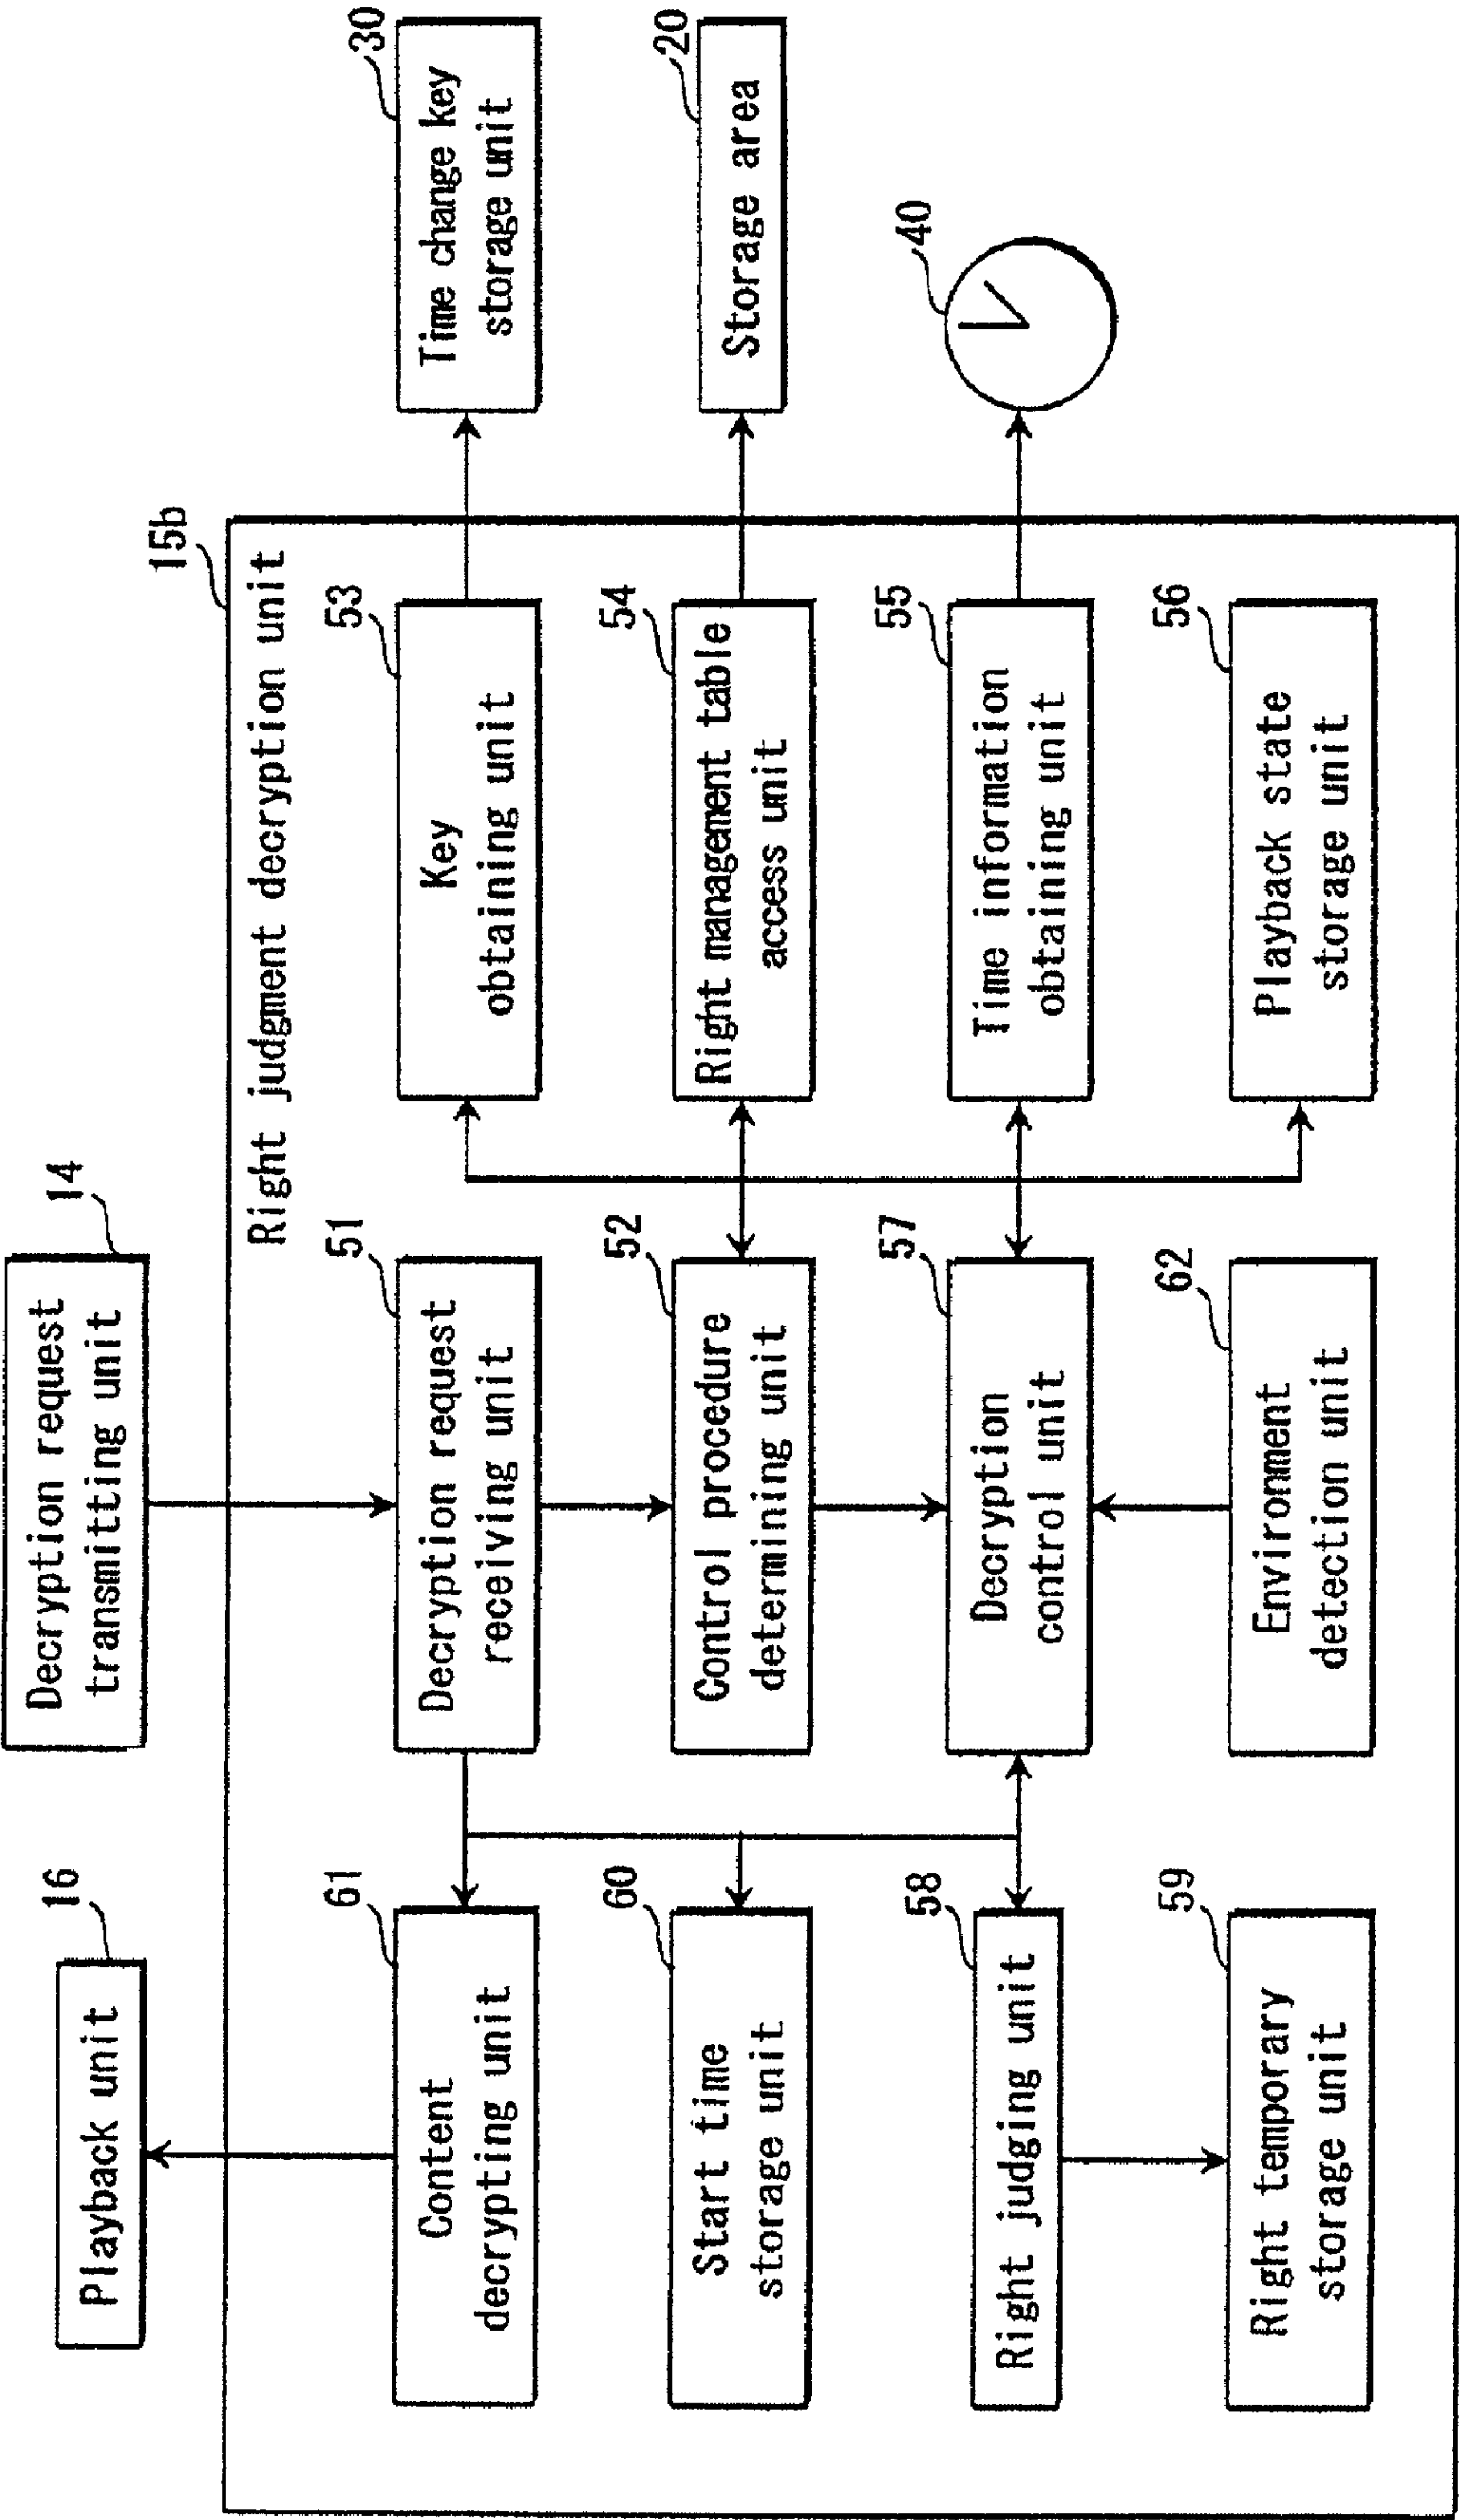 16
Playback unit
14
Decryption request
transmitting unit
15b
Right judgment decryption unit
61
Content
decrypting unit
51
Decryption request
receiving unit
53
Key
obtaining unit
30
Time change key
storage unit
60
Start time
storage unit
52
Control procedure
determining unit
54
Right management table
access unit
20
Storage area
58
Right judging unit
57
Decryption
control unit
55
Time information
obtaining unit
40
59
Right temporary
storage unit
62
Environment
detection unit
56
Playback state
storage unit